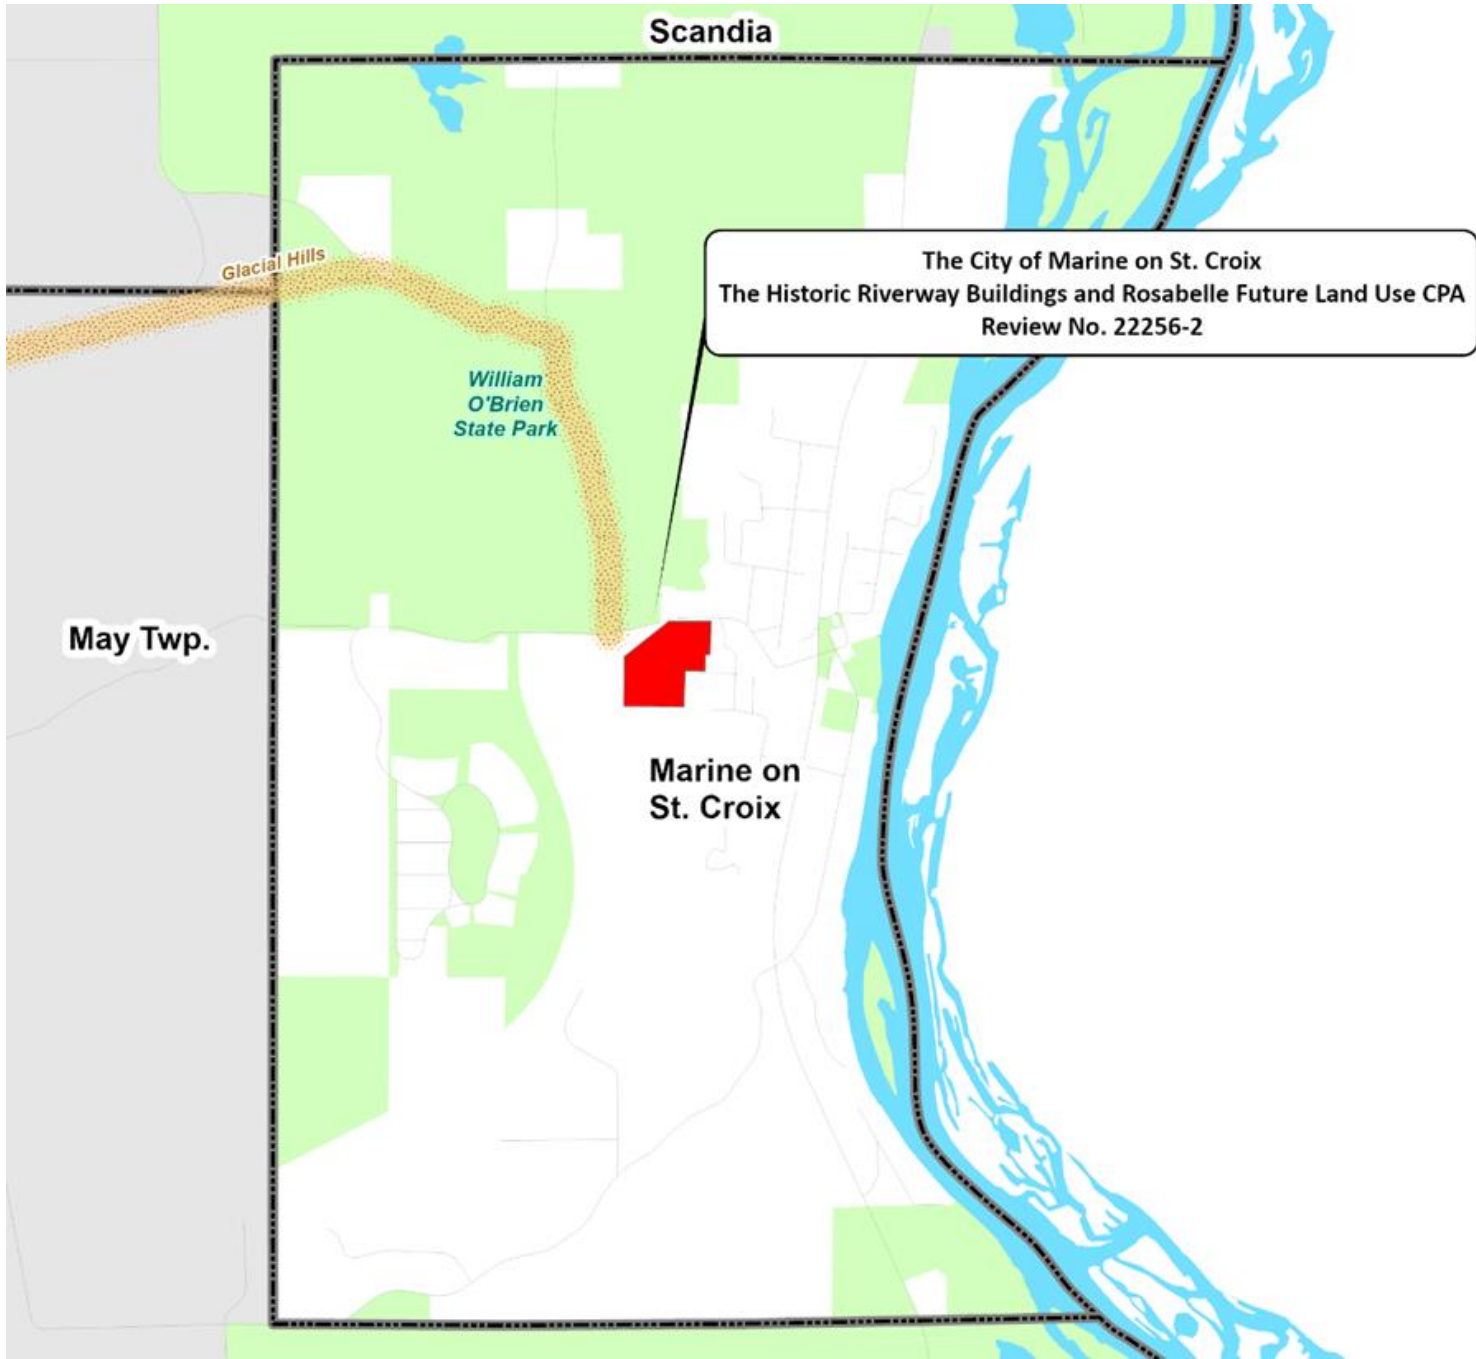 Scandia
Glacial Hills
The City of Marine on St. Croix
The Historic Riverway Buildings and Rosabelle Future Land Use CPA
Review No. 22256-2
William
O'Brien
State Park
May Twp.
Marine on
St. Croix